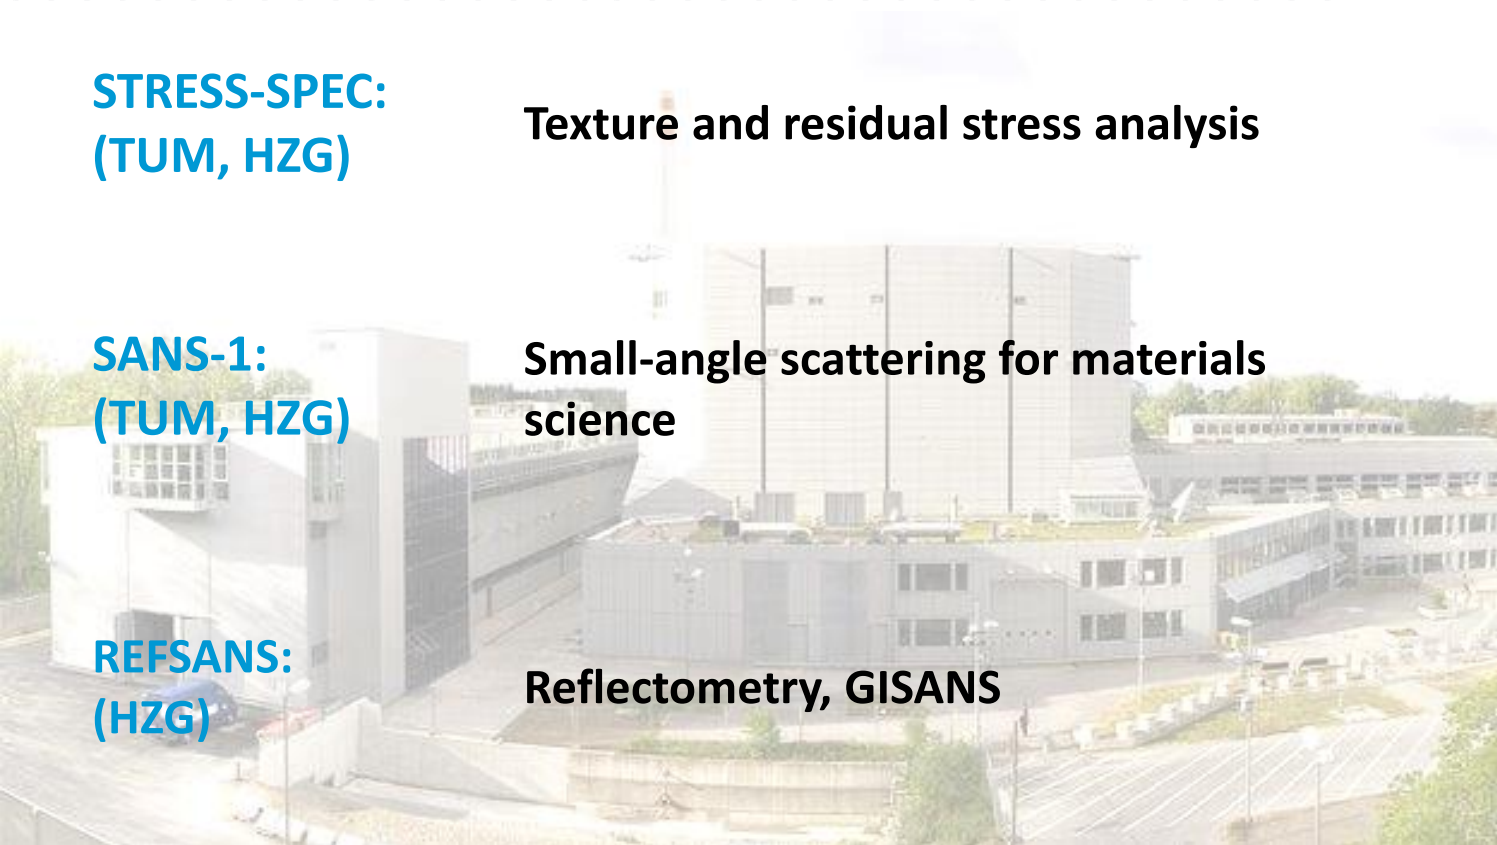 STRESS-SPEC:
(TUM, HZG)
Texture and residual stress analysis
SANS-1:
(TUM, HZG)
Small-angle scattering for materials
science
REFSANS:
(HZG)
Reflectometry, GISANS